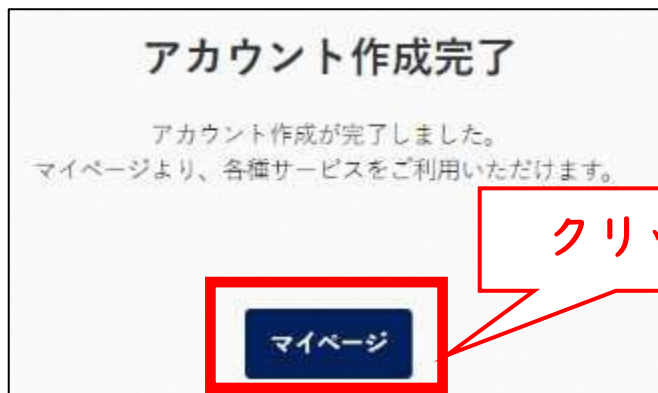 アカウント作成完了
アカウント作成が完了しました。
マイページより、各種サービスをご利用いただけます。
クリッ
マイページ